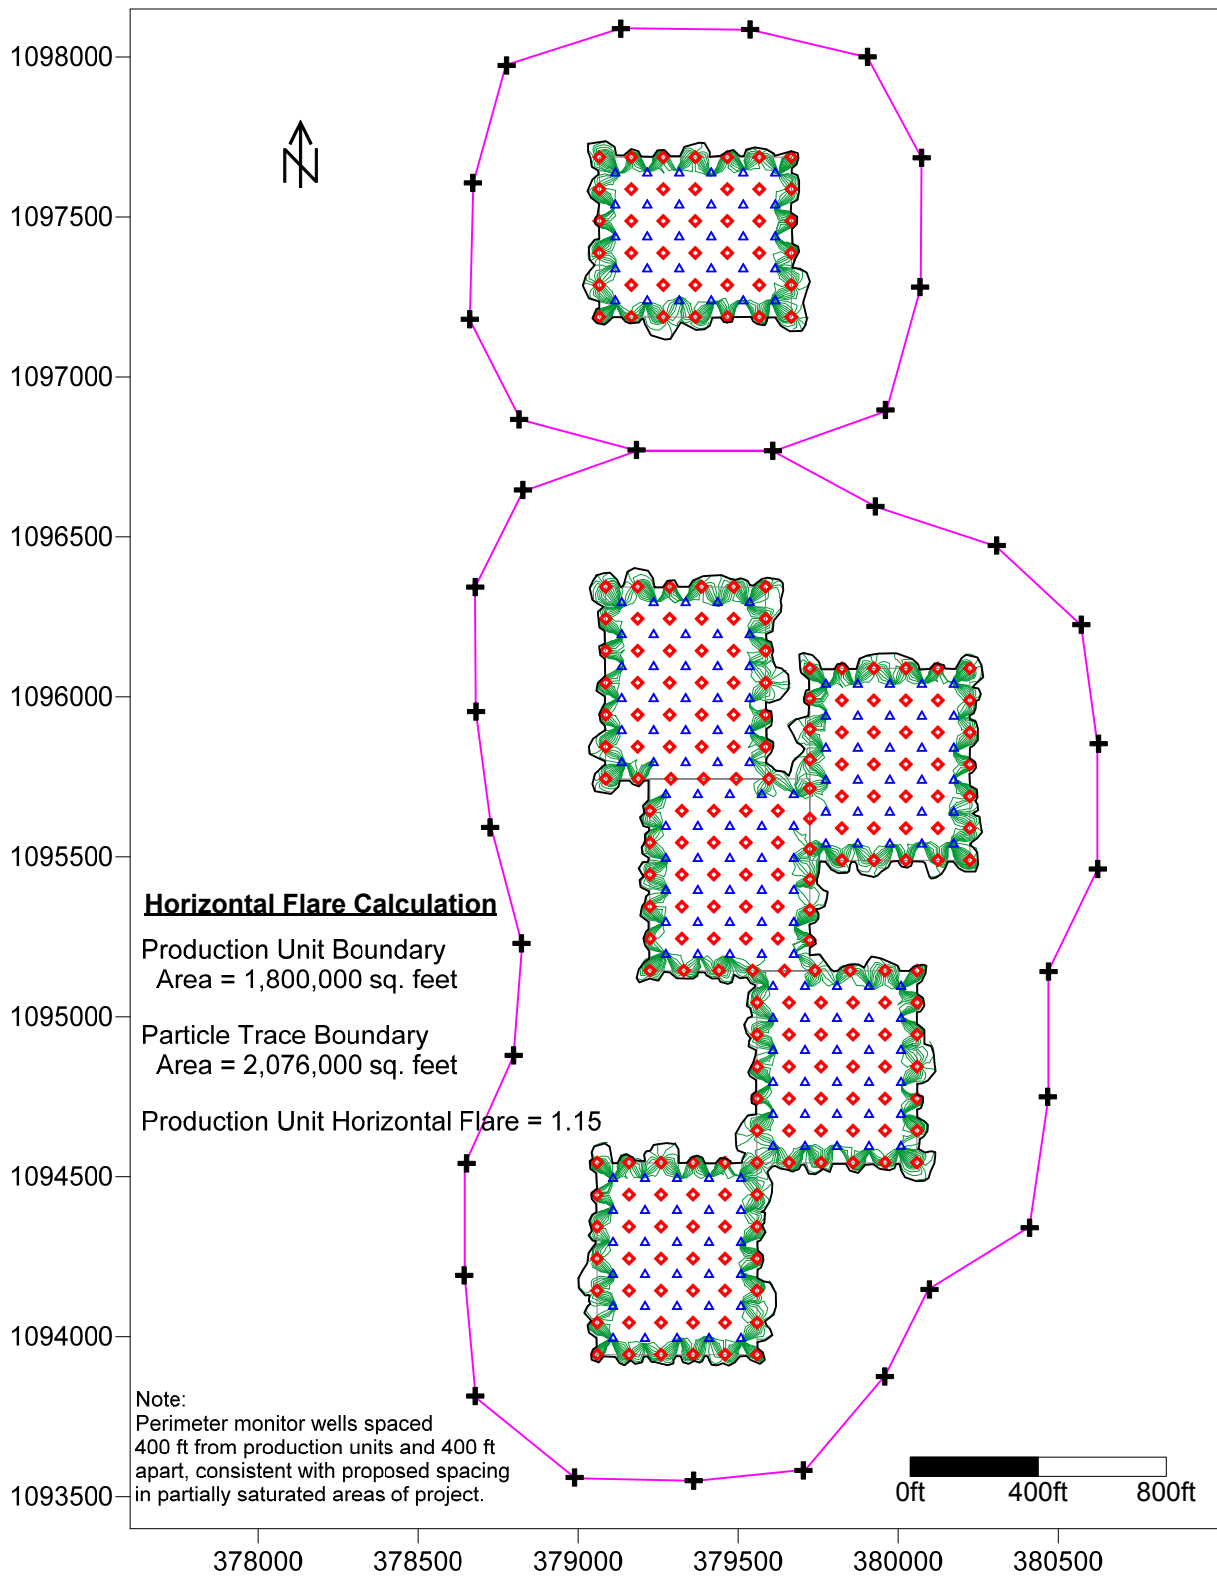 1098000
1097500
1097000
1096500
1096000
1095500
1095000
1094500
1094000
1093500
N
Horizontal Flare Calculation
Production Unit Boundary
Area = 1,800,000 sq. feet
Particle Trace Boundary
Area = 2,076,000 sq. feet
Production Unit Horizontal Flare = 1.15
Note:
Perimeter monitor wells spaced
400 ft from production units and 400 ft
apart, consistent with proposed spacing
in partially saturated areas of project.
0ft 400ft 800ft
378000 378500 379000 379500 380000 380500